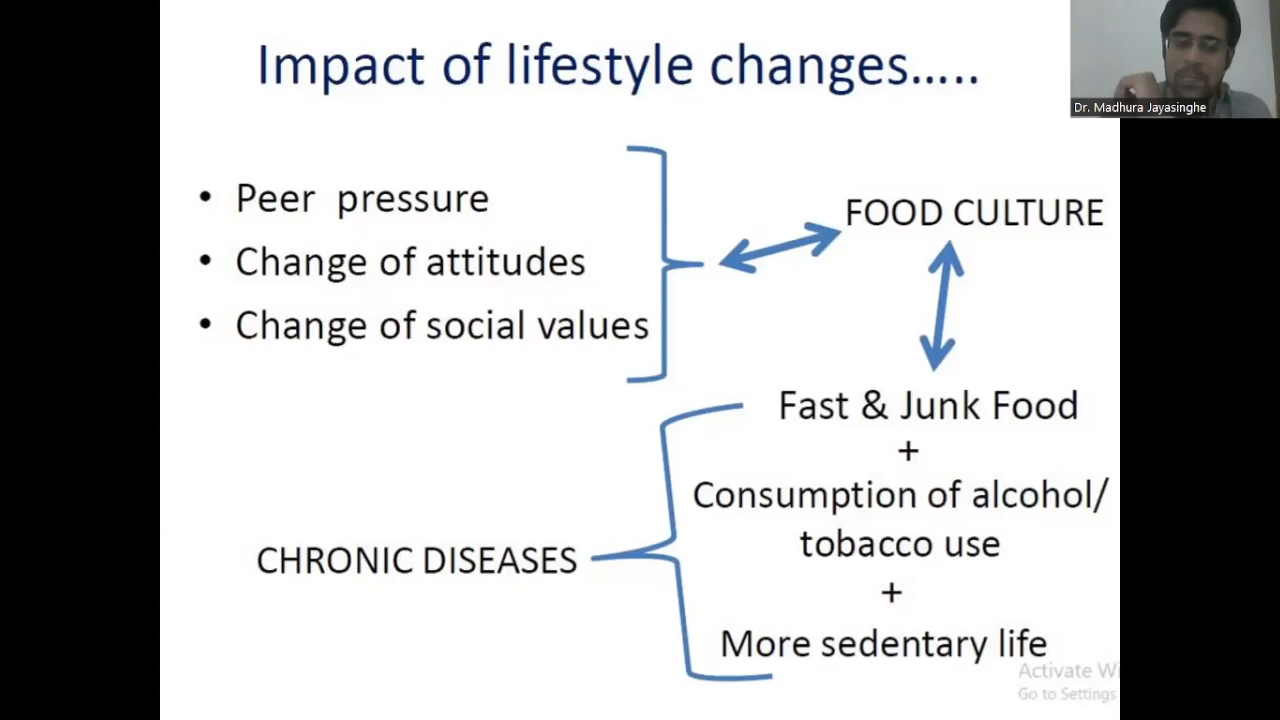 Impact of lifestyle changes.....
Dr. Madhura Jayasinghe
• Peer pressure
• Change of attitudes
• Change of social values
FOOD CULTURE
Fast & Junk Food
+
Consumption of alcohol/
tobacco use
+
More sedentary life
CHRONIC DISEASES
Activate Wi
Go to Settings